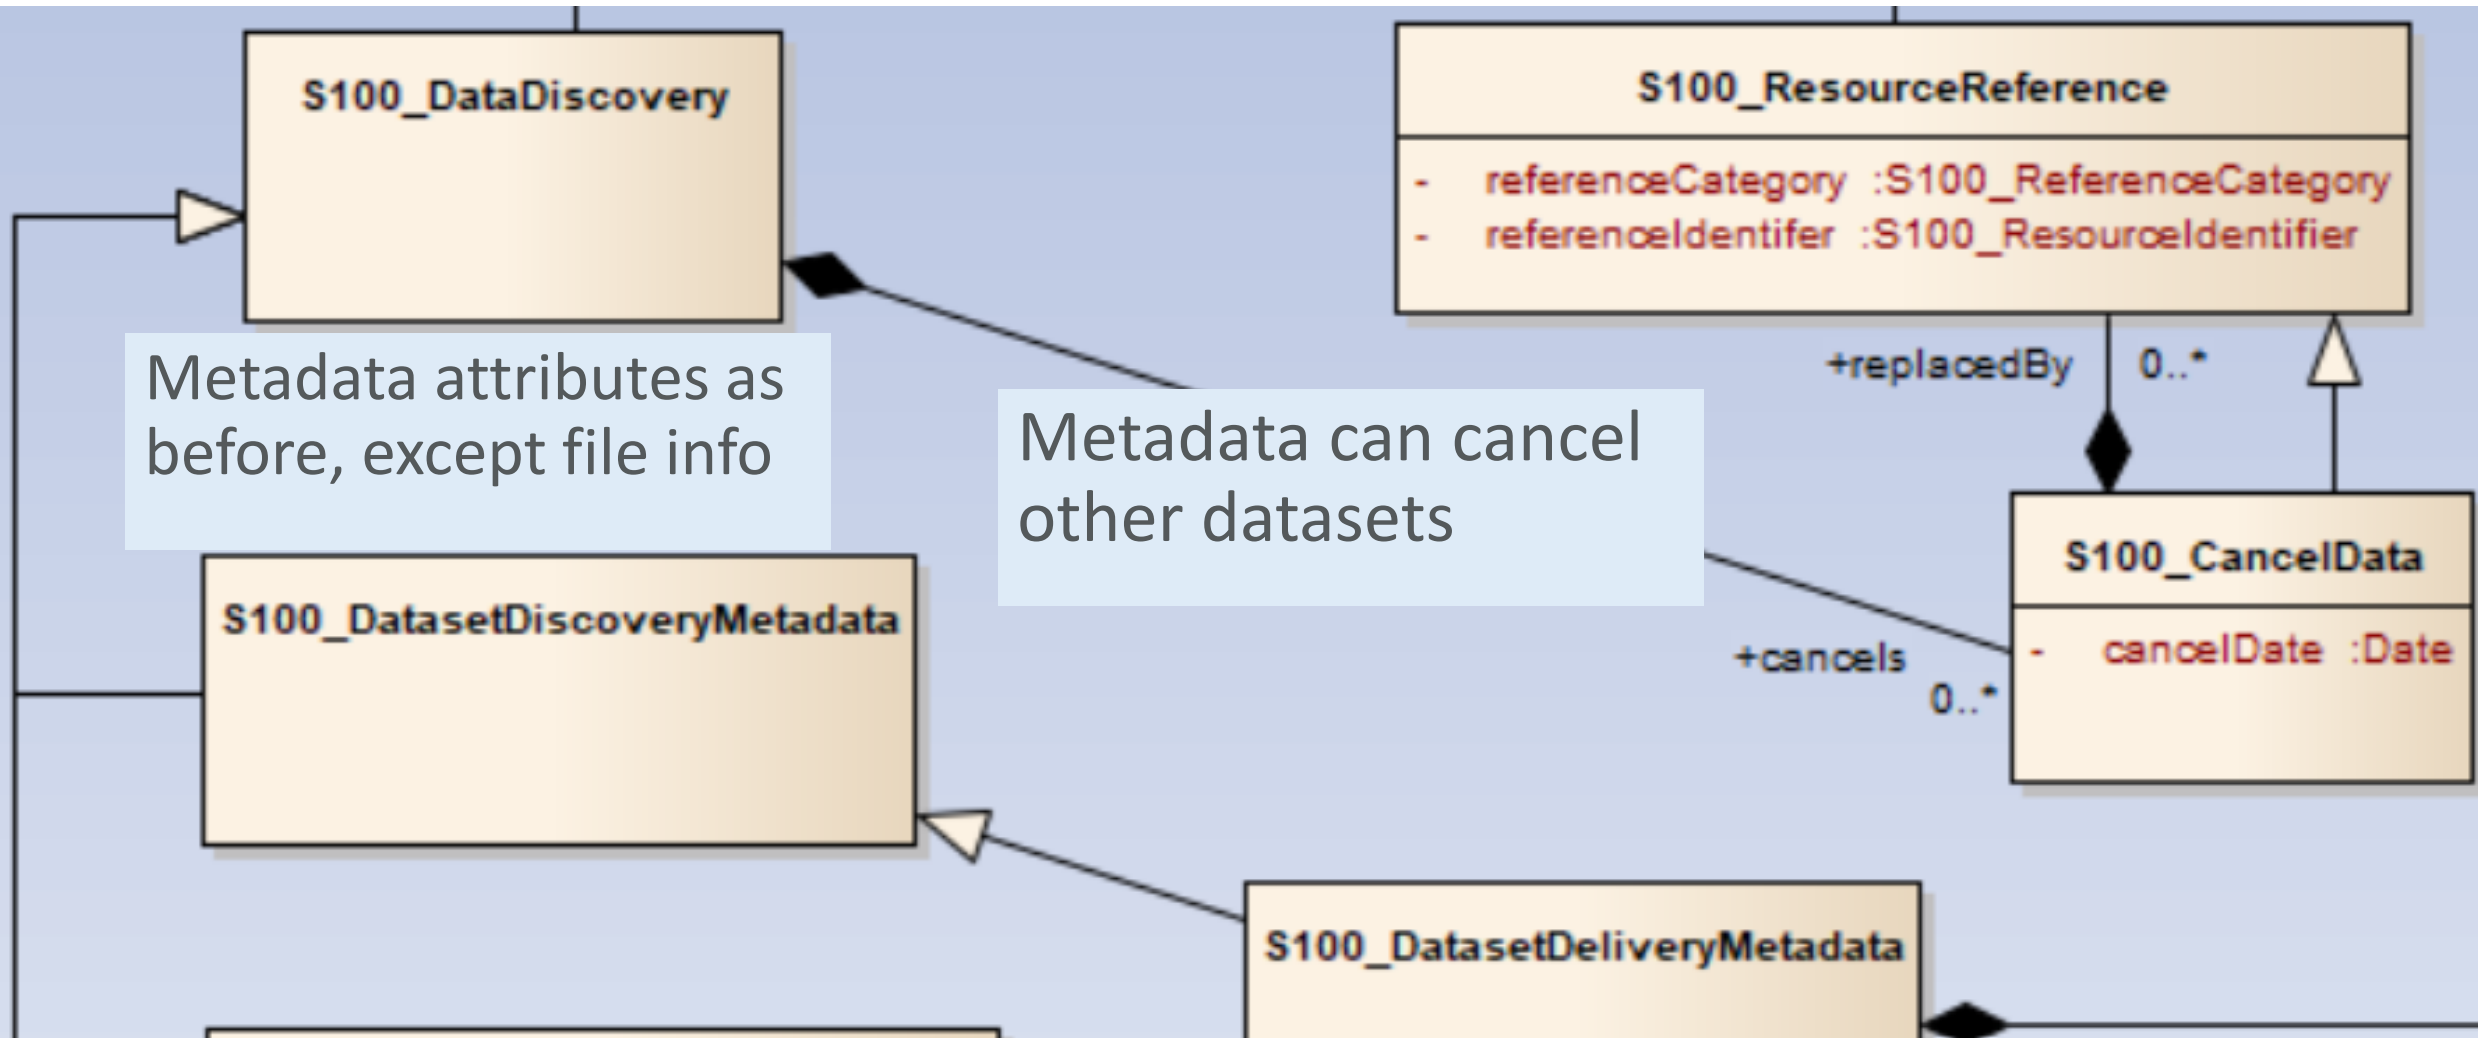 S100_DataDiscovery
S100_ResourceReference
- referenceCategory :S100_ReferenceCategory
- referenceIdentifer :S100_ResourceIdentifier
Metadata attributes as
before, except file info
+replacedBy 0..*
Metadata can cancel
other datasets
S100_CancelData
- cancelDate :Date
+cancels
0..*
S100_DatasetDiscoveryMetadata
S100_DatasetDeliveryMetadata